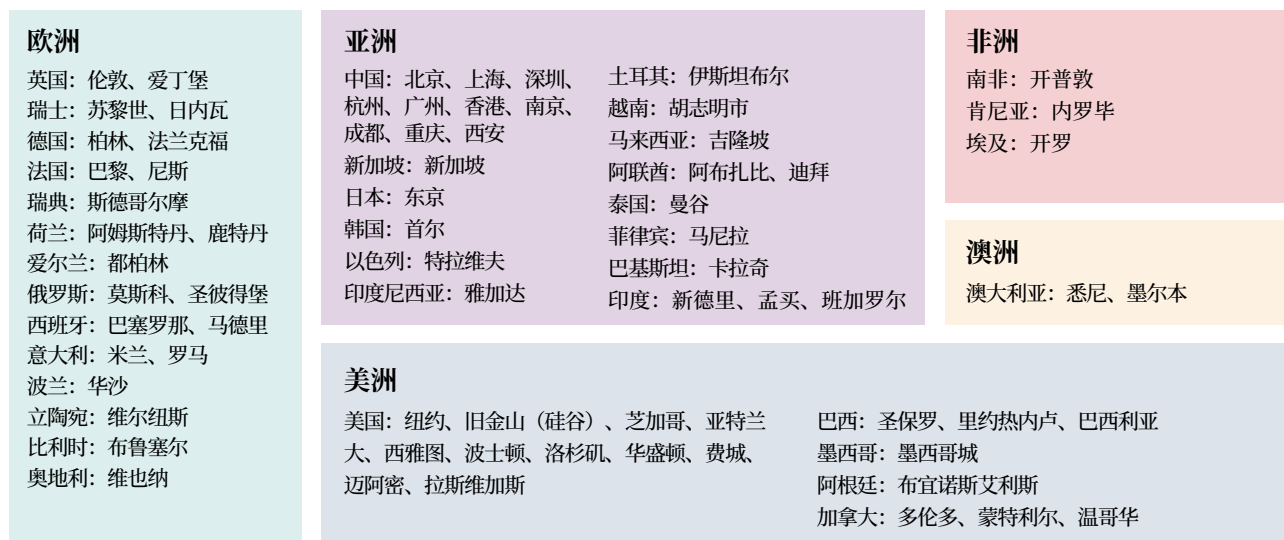 欧洲
英国：伦敦、爱丁堡
瑞士：苏黎世、日内瓦
德国：柏林、法兰克福
法国：巴黎、尼斯
瑞典：斯德哥尔摩
荷兰：阿姆斯特丹、鹿特丹
爱尔兰：都柏林
俄罗斯：莫斯科、圣彼得堡
西班牙：巴塞罗那、马德里
意大利：米兰、罗马
波兰：华沙
立陶宛：维尔纽斯
比利时：布鲁塞尔
奥地利：维也纳
亚洲
中国：北京、上海、深圳、
杭州、广州、香港、南京、
成都、重庆、西安
新加坡：新加坡
日本：东京
韩国：首尔
以色列：特拉维夫
印度尼西亚：雅加达
土耳其：伊斯坦布尔
越南：胡志明市
马来西亚：吉隆坡
阿联酋：阿布扎比、迪拜
泰国：曼谷
菲律宾：马尼拉
巴基斯坦：卡拉奇
印度：新德里、孟买、班加罗尔
非洲
南非：开普敦
肯尼亚：内罗毕
埃及：开罗
澳洲
澳大利亚：悉尼、墨尔本
美洲
美国：纽约、旧金山（硅谷）、芝加哥、亚特兰
大、西雅图、波士顿、洛杉矶、华盛顿、费城、
迈阿密、拉斯维加斯
巴西：圣保罗、里约热内卢、巴西利亚
墨西哥：墨西哥城
阿根廷：布宜诺斯艾利斯
加拿大：多伦多、蒙特利尔、温哥华